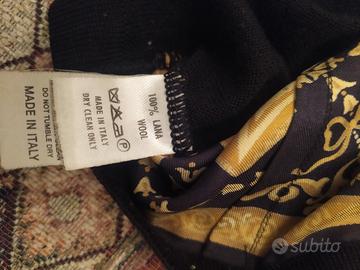 100% LANA
WOOL
MADE IN ITALY
DRY CLEAN ONLY
P
DO NOT TUMBLE DRY
MADE IN ITALY
subito